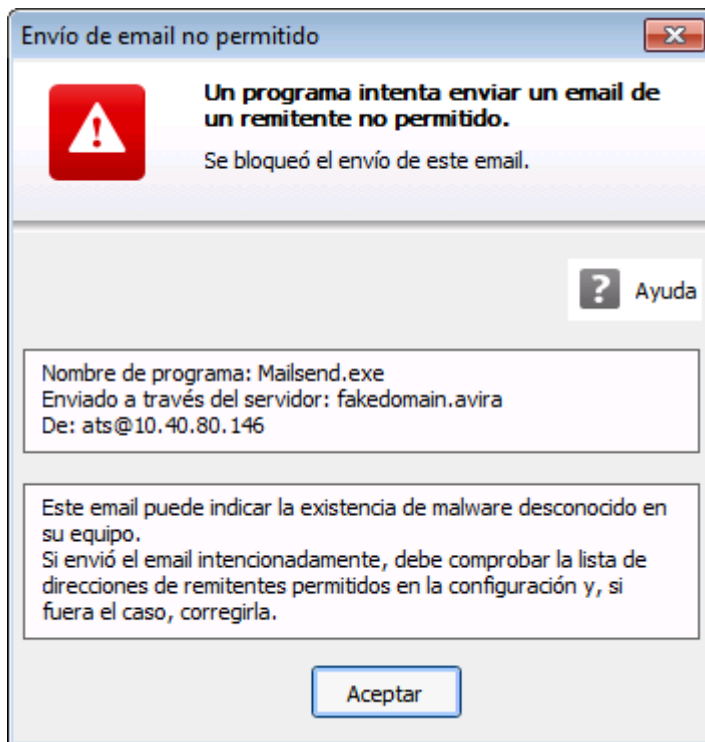 Envío de email no permitido
Un programa intenta enviar un email de
un remitente no permitido.
Se bloqueó el envío de este email.
? Ayuda
Nombre de programa: Mailsend.exe
Enviado a través del servidor: fakedomain.avira
De: ats@10.40.80.146
Este email puede indicar la existencia de malware desconocido en
su equipo.
Si envió el email intencionadamente, debe comprobar la lista de
direcciones de remitentes permitidos en la configuración y, si
fuera el caso, corregirla.
Aceptar